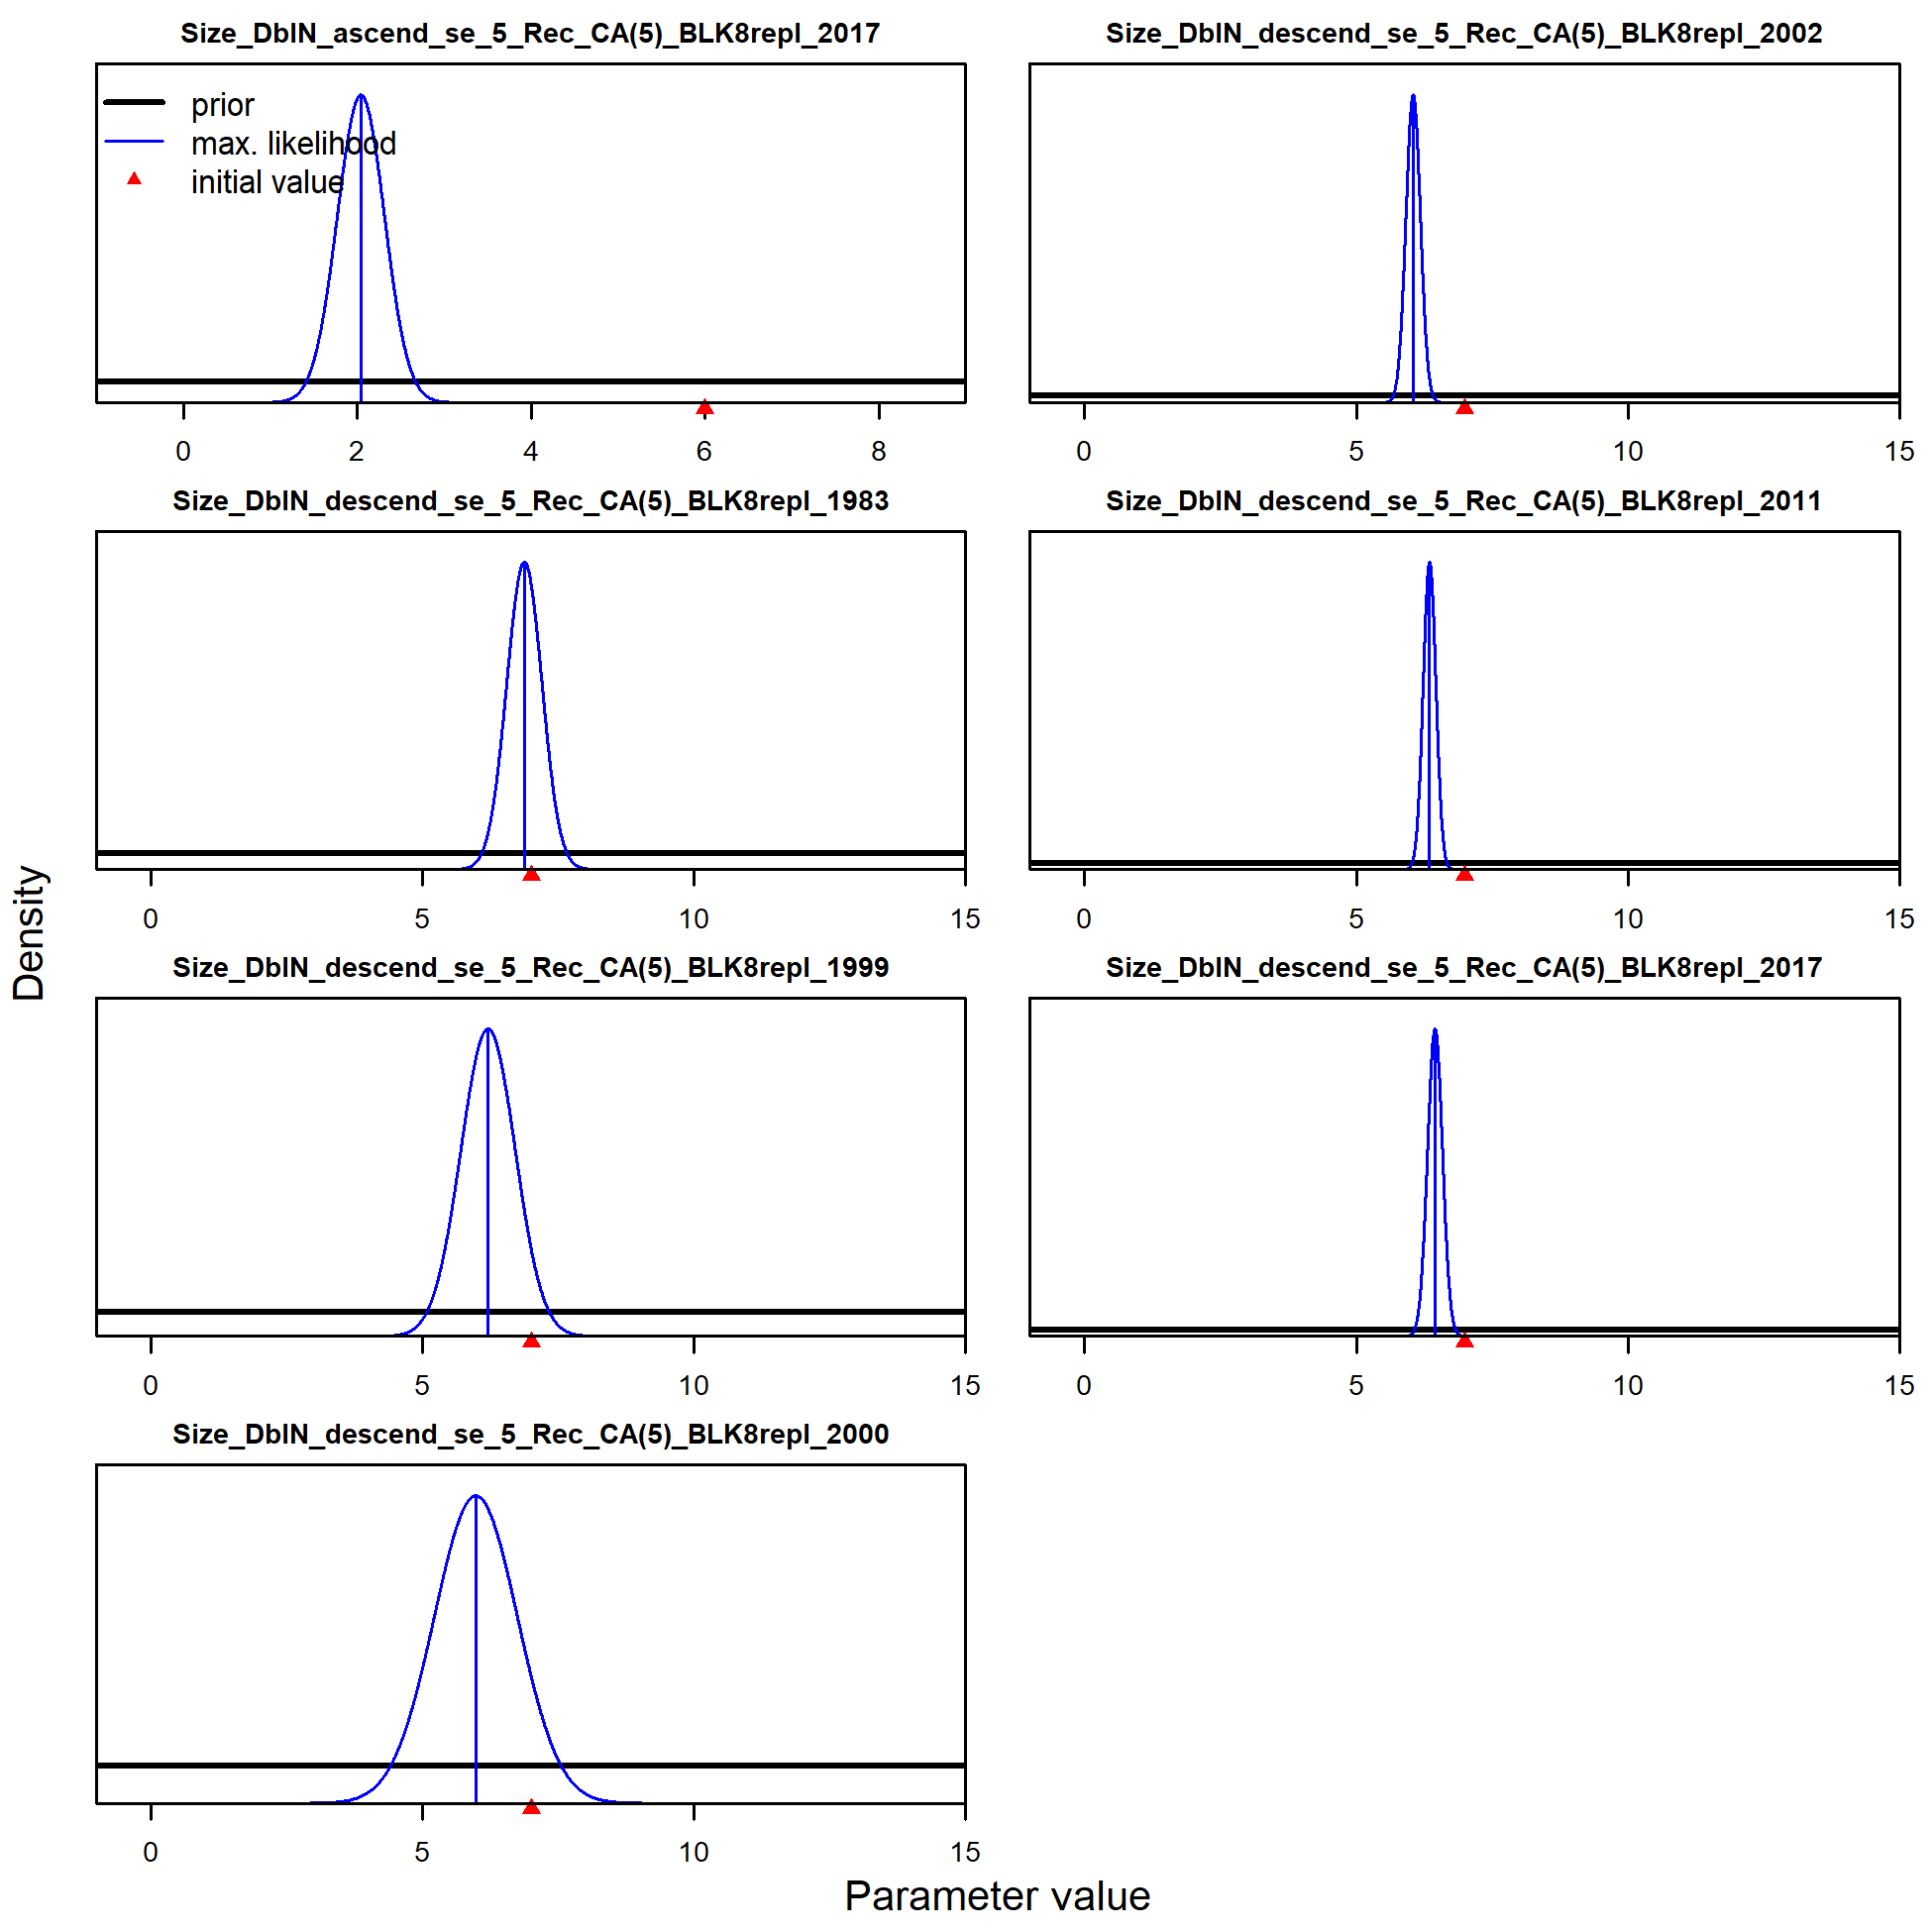 Size_DblN_ascend_se_5_Rec_CA(5)_BLK8repl_2017
prior
max. likelihood
initial value
0 2 4 6 8
Size_DblN_descend_se_5_Rec_CA(5)_BLK8repl_2002
0 5 10 15
Size_DblN_descend_se_5_Rec_CA(5)_BLK8repl_1983
0 5 10 15
Size_DblN_descend_se_5_Rec_CA(5)_BLK8repl_2011
0 5 10 15
Size_DblN_descend_se_5_Rec_CA(5)_BLK8repl_1999
0 5 10 15
Size_DblN_descend_se_5_Rec_CA(5)_BLK8repl_2017
0 5 10 15
Size_DblN_descend_se_5_Rec_CA(5)_BLK8repl_2000
0 5 10 15
Density
Parameter value